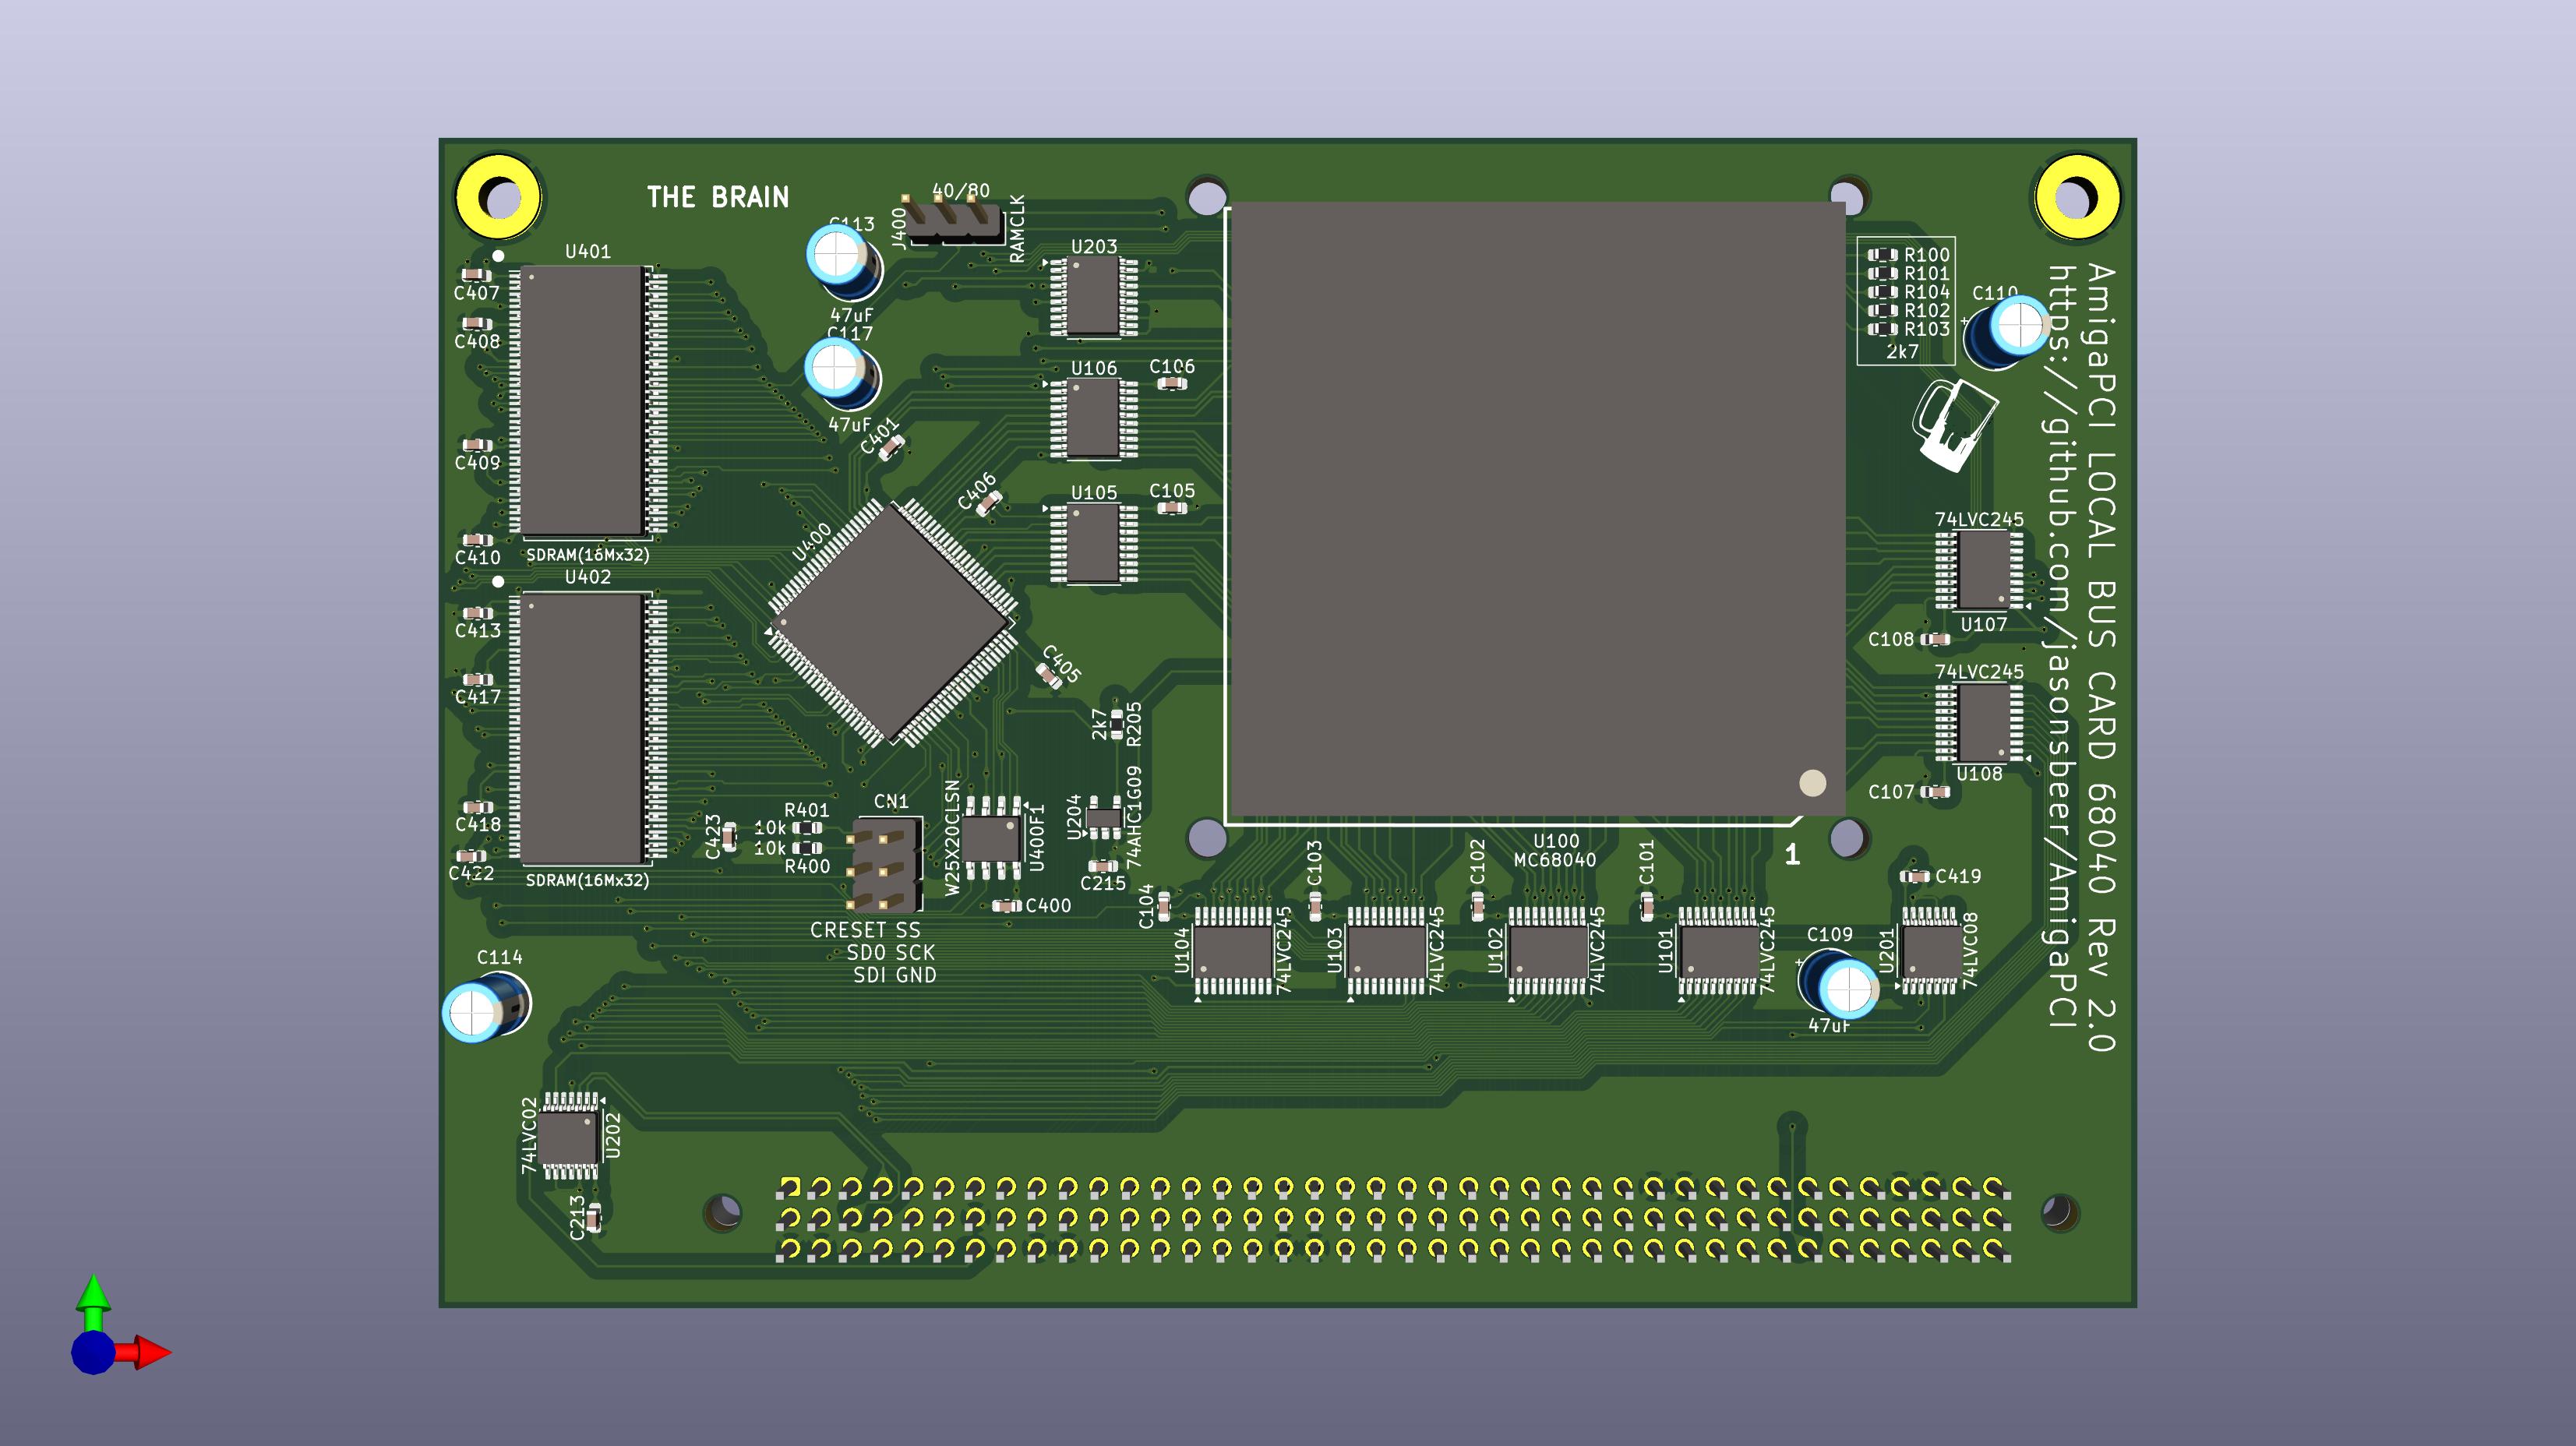 THE BRAIN
40/80
J400
RAMCLK
C113
47uF
C117
47uF
U401
C407
C408
C409
C410
SDRAM(16Mx32)
U402
C413
C417
C418
C422
SDRAM(16Mx32)
U203
U106
C106
U105
C105
C401
C406
U400
C405
2k7
R205
R100
R101
R104
R102
R103
2k7
C110
+
AmigaPCI LOCAL BUS CARD 68040 Rev 2.0
https://github.com/jasonsbeer/AmigaPCI
74LVC245
U107
C108
74LVC245
U108
C107
C423
R401
10k
10k
R400
CN1
W25X20CLSN
U400F1
U204
74AHC1G09
C215
C400
CRESET SS
SDO SCK
SDI GND
U100
MC68040
1
C104
C103
C102
C101
C419
U104
74LVC245
U103
74LVC245
U102
74LVC245
U101
74LVC245
C109
+
47uF
U201
74LVC08
C114
74LVC02
U202
C213